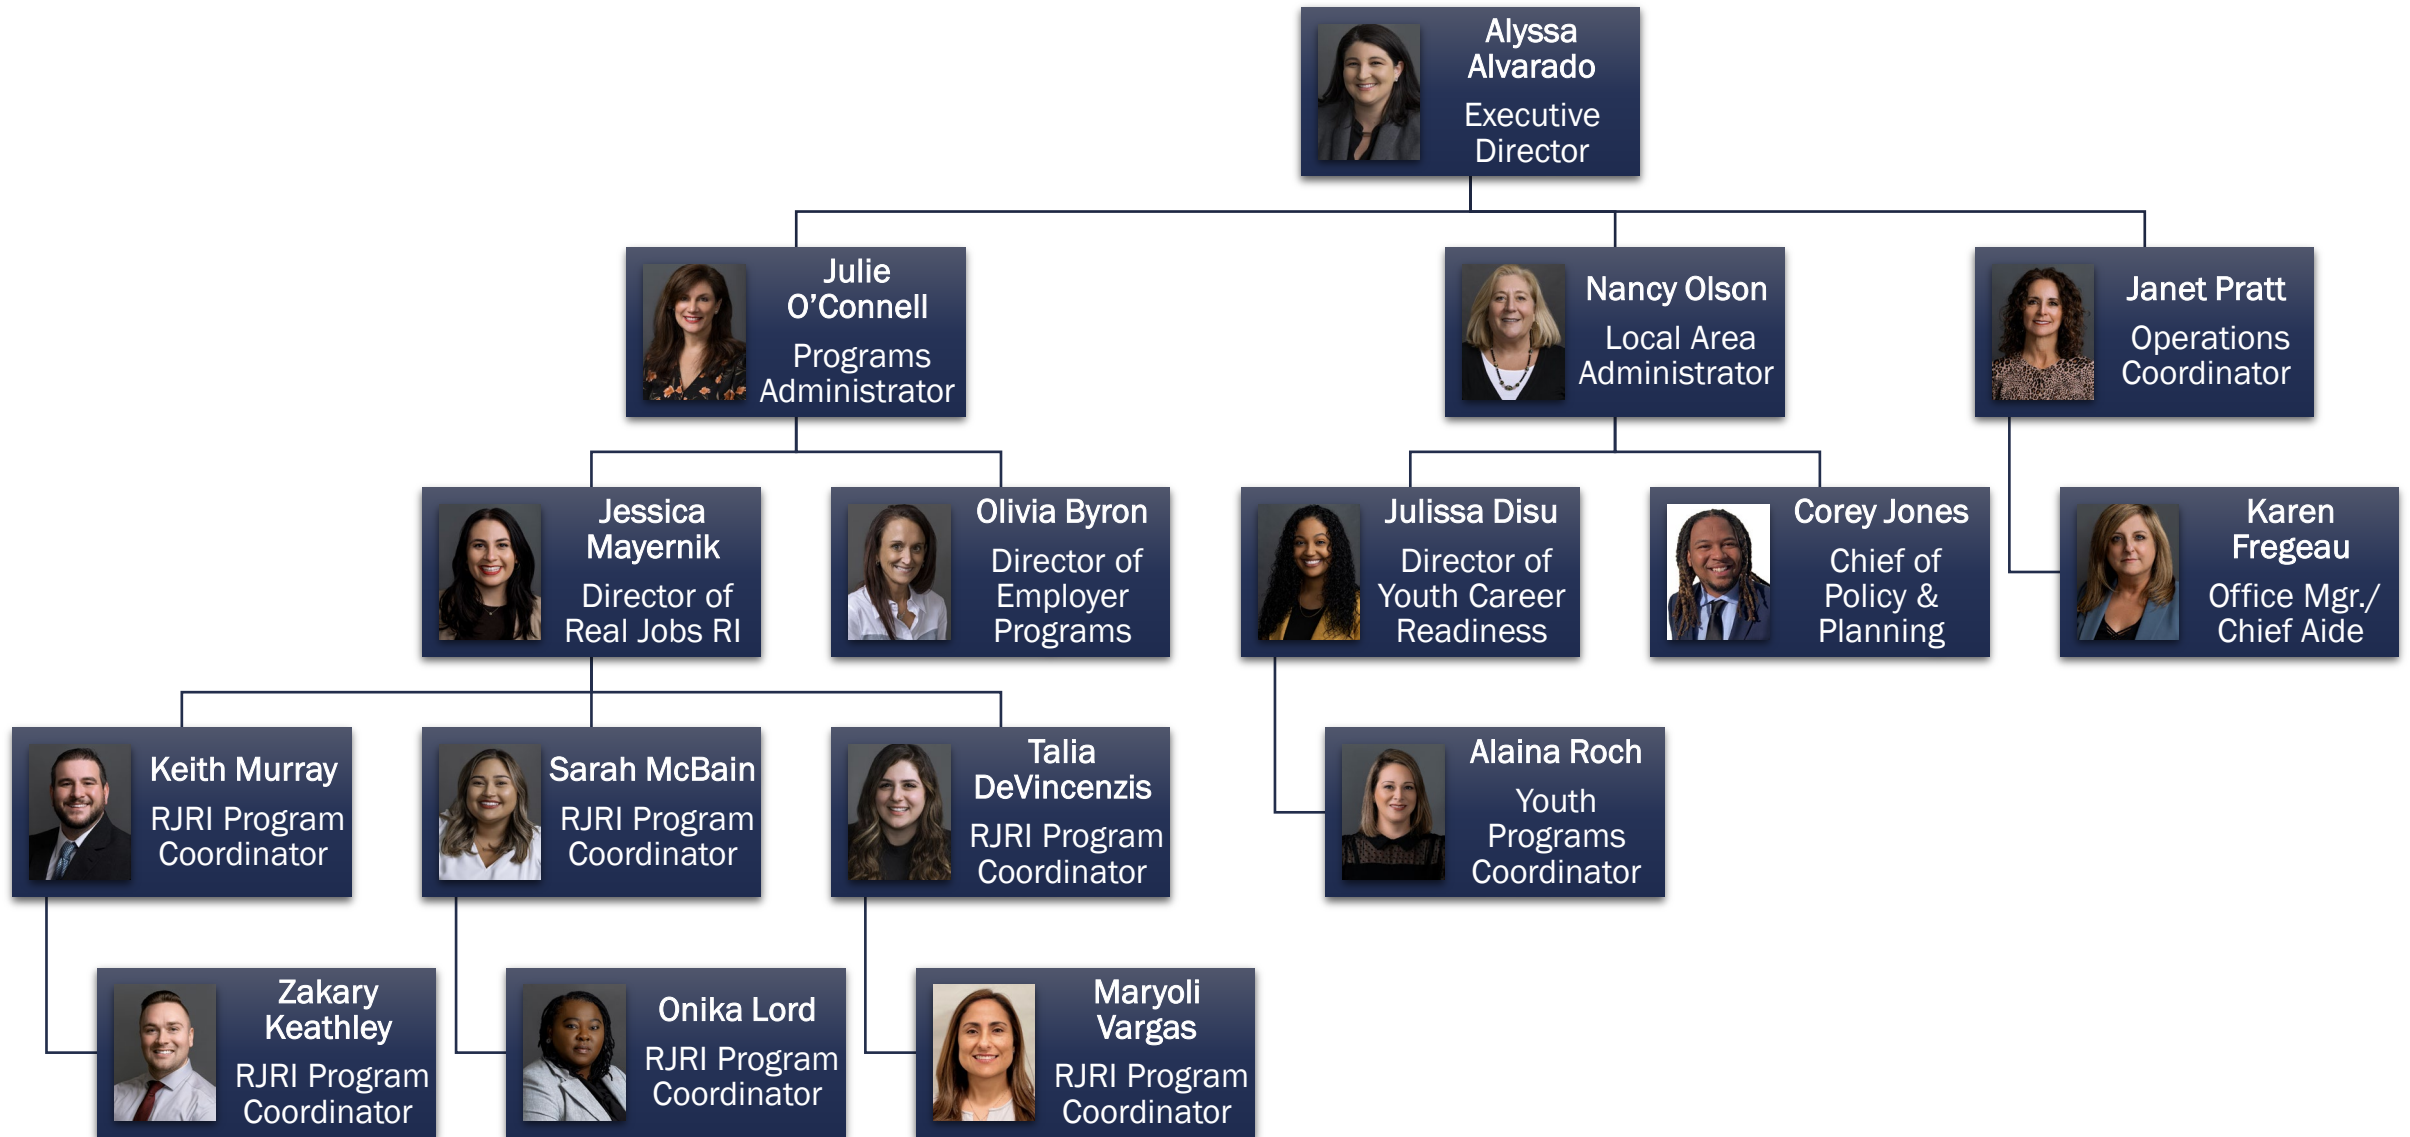 Alyssa
Alvarado
Executive
Director
Julie
O’Connell
Programs
Administrator
Nancy Olson
Local Area
Administrator
Janet Pratt
Operations
Coordinator
Jessica
Mayernik
Director of
Real Jobs RI
Olivia Byron
Director of
Employer
Programs
Julissa Disu
Director of
Youth Career
Readiness
Corey Jones
Chief of
Policy &
Planning
Karen
Fregeau
Office Mgr./
Chief Aide
Keith Murray
RJRI Program
Coordinator
Sarah McBain
RJRI Program
Coordinator
Talia
DeVincenzis
RJRI Program
Coordinator
Alaina Roch
Youth
Programs
Coordinator
Zakary
Keathley
RJRI Program
Coordinator
Onika Lord
RJRI Program
Coordinator
Maryoli
Vargas
RJRI Program
Coordinator